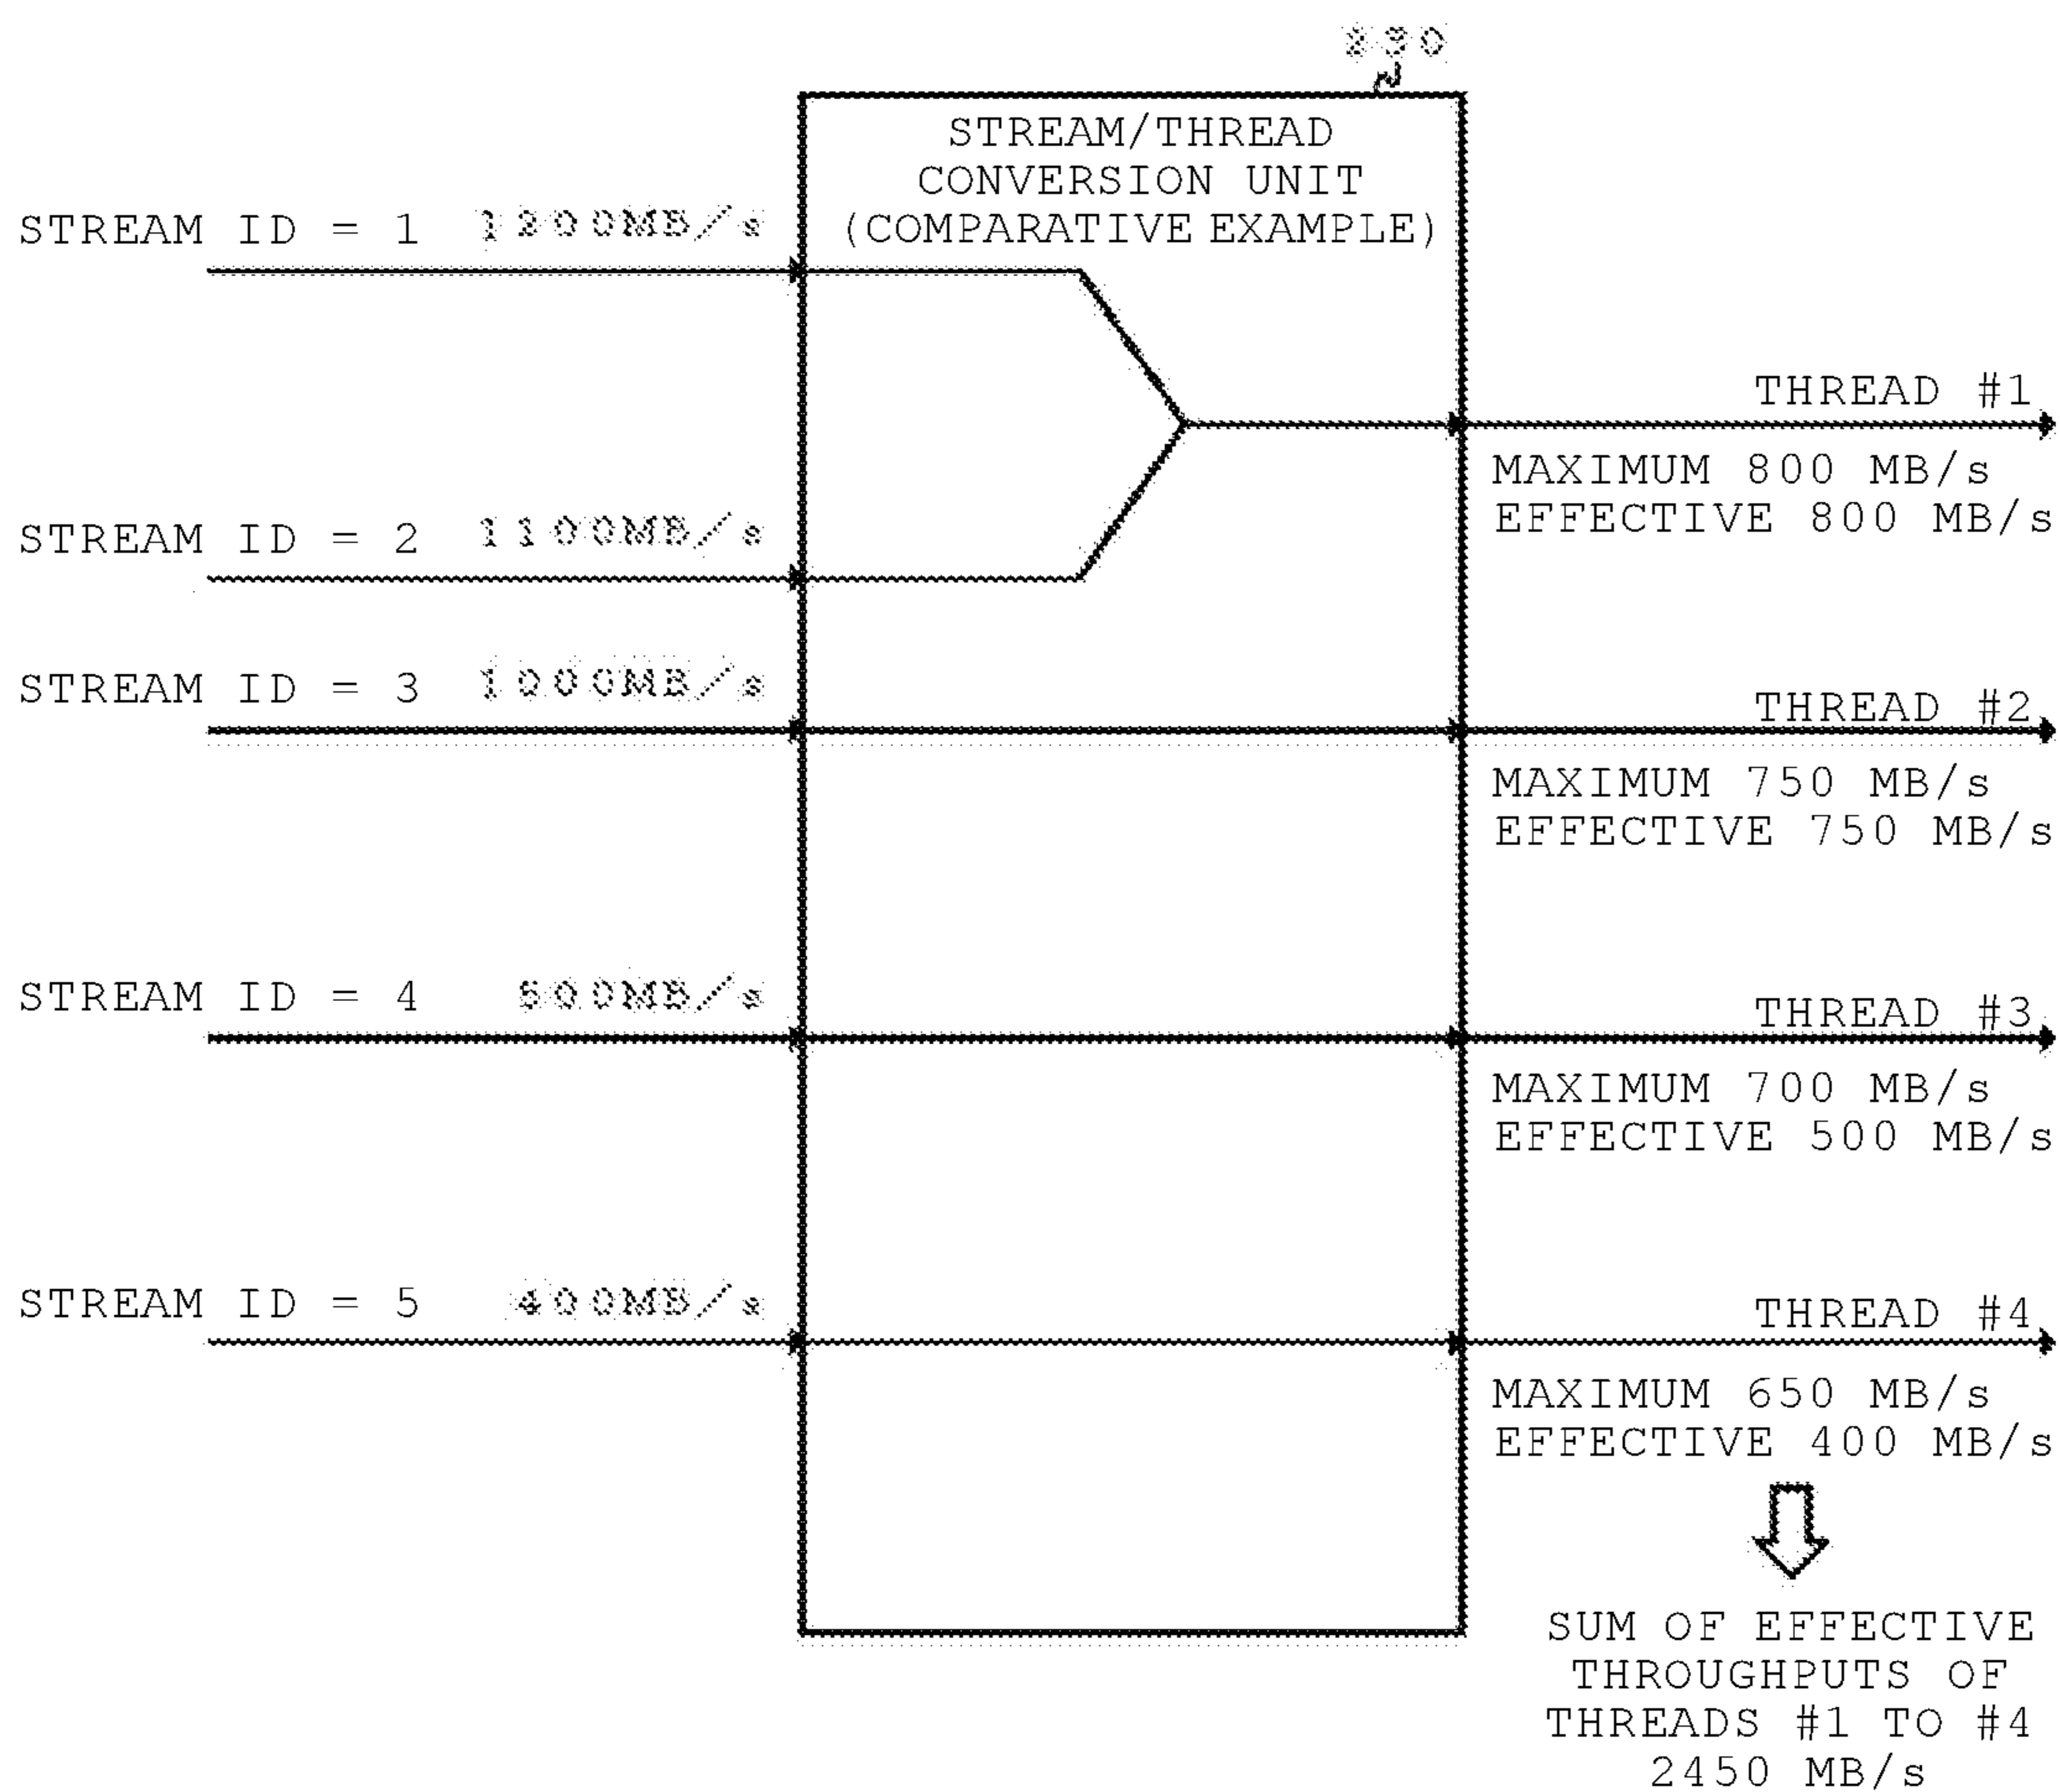 230
STREAM/THREAD
CONVERSION UNIT
(COMPARATIVE EXAMPLE)
STREAM ID = 1 1200MB/s
THREAD #1
MAXIMUM 800 MB/s
EFFECTIVE 800 MB/s
STREAM ID = 2 1100MB/s
STREAM ID = 3 1000MB/s
THREAD #2
MAXIMUM 750 MB/s
EFFECTIVE 750 MB/s
STREAM ID = 4 500MB/s
THREAD #3
MAXIMUM 700 MB/s
EFFECTIVE 500 MB/s
STREAM ID = 5 400MB/s
THREAD #4
MAXIMUM 650 MB/s
EFFECTIVE 400 MB/s
SUM OF EFFECTIVE
THROUGHPUTS OF
THREADS #1 TO #4
2450 MB/s